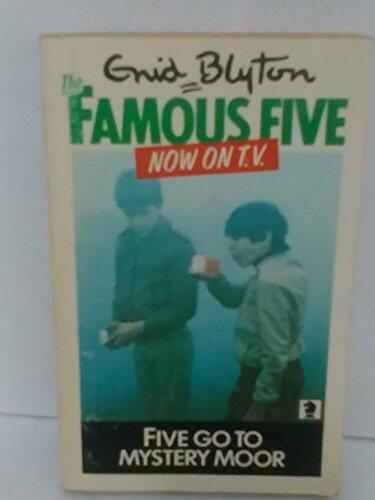 Enid Blyton
The
FAMOUS FIVE
NOW ON T.V.
FIVE GO TO
MYSTERY MOOR